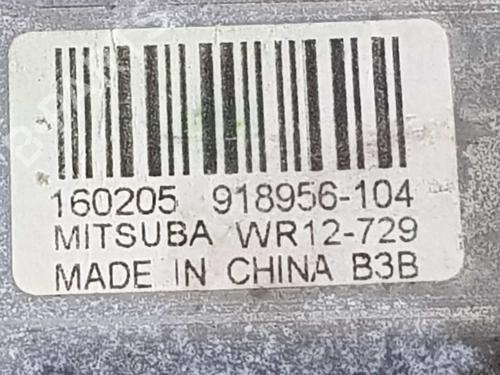 160205 918956-104
MITSUBA WR12-729
MADE IN CHINA B3B